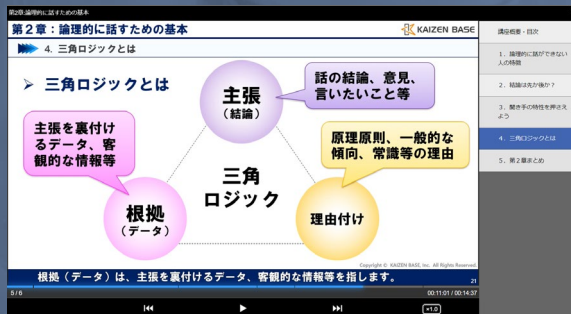 第2章:論理的に話すための基本
第2章:論理的に話すための基本
KAIZEN BASE
4. 三角ロジックとは
三角ロジックとは
主張
(結論)
話の結論、意見、
言いたいこと等
主張を裏付け
るデータ、客
観的な情報等
原理原則、一般的な
傾向、常識等の理由
三角
ロジック
根拠
(データ)
理由付け
Copyright © KAIZEN BASE, Inc. All Rights Reserved.
根拠(データ)は、主張を裏付けるデータ、客観的な情報等を指します。
21
5 / 6
00:11:01 / 00:14:37
x1.0
講座概要・目次
1. 論理的に話ができない
人の特徴
2. 結論は先か後か?
3. 聞き手の特性を押さえ
よう
4. 三角ロジックとは
5. 第2章まとめ